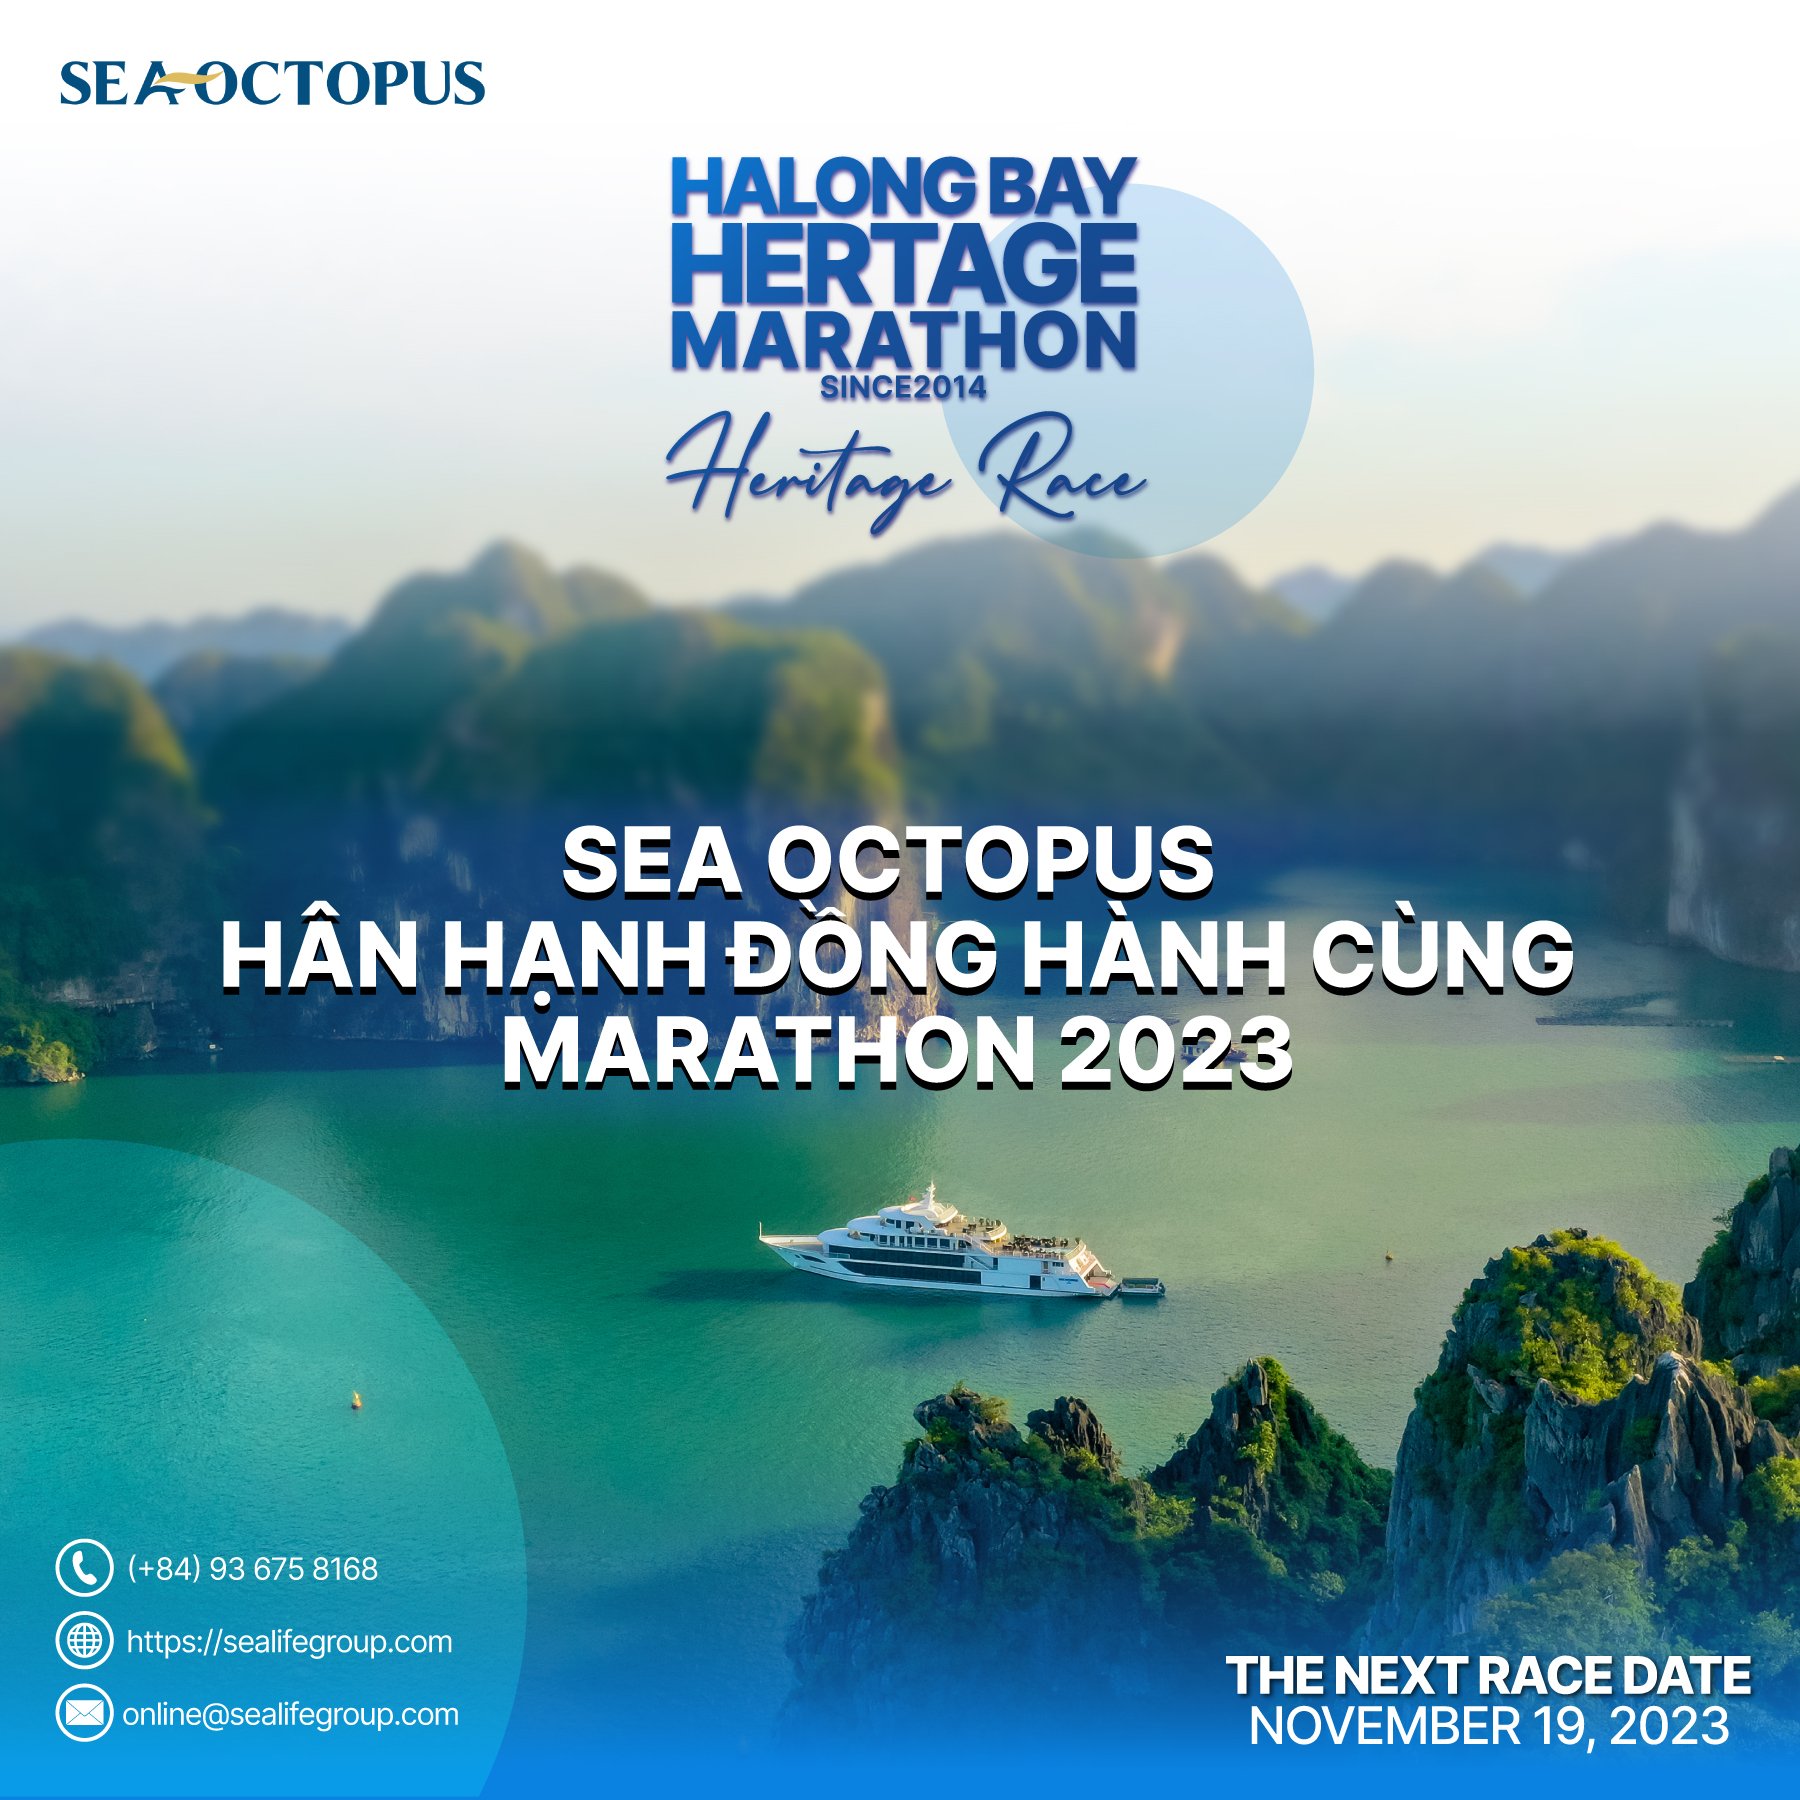 SEA OCTOPUS
HALONG BAY
HERTAGE
MARATHON
SINCE2014
Heritage Race
SEA OCTOPUS
HÂN HẠNH ĐỒNG HÀNH CÙNG
MARATHON 2023
(+84) 93 675 8168
https://sealifegroup.com
online@sealifegroup.com
THE NEXT RACE DATE
NOVEMBER 19, 2023